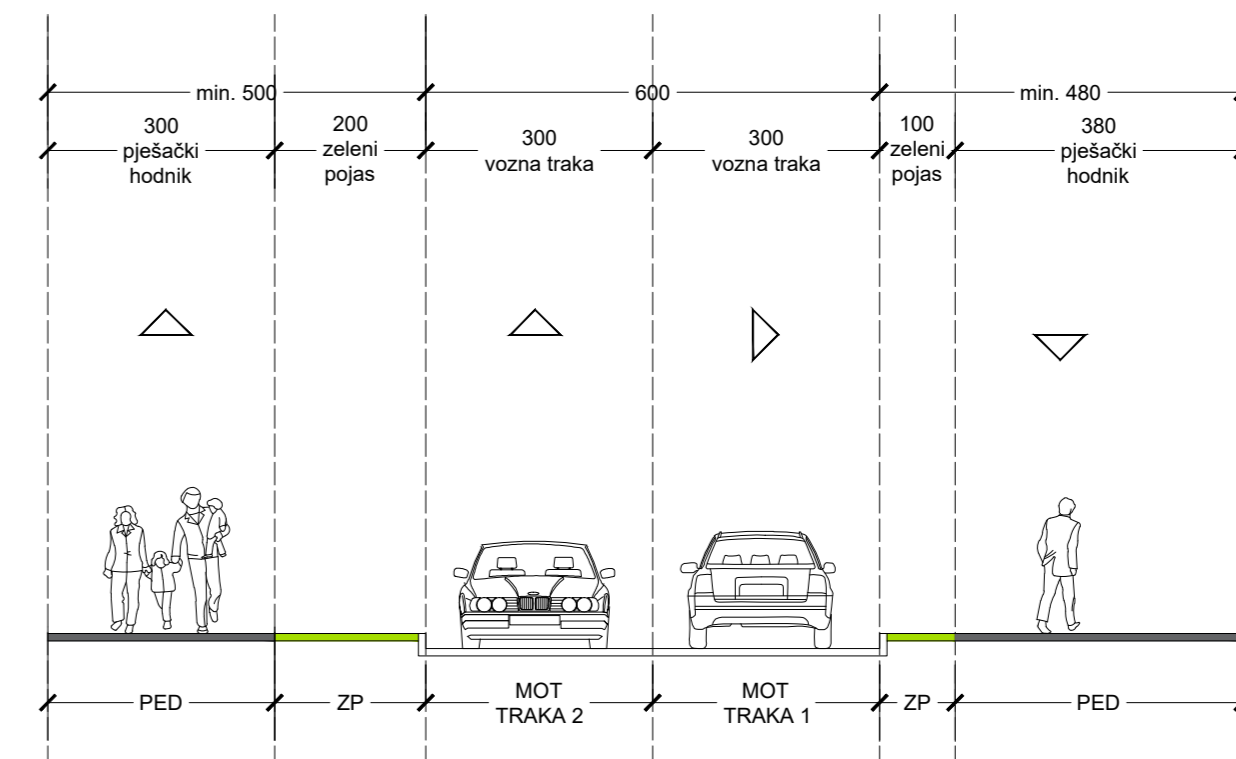 min. 500
600
min. 480
300
pješački
hodnik
200
zeleni
pojas
300
vozna traka
300
vozna traka
100
zeleni
pojas
380
pješački
hodnik
PED
ZP
MOT
TRAKA 2
MOT
TRAKA 1
ZP
PED